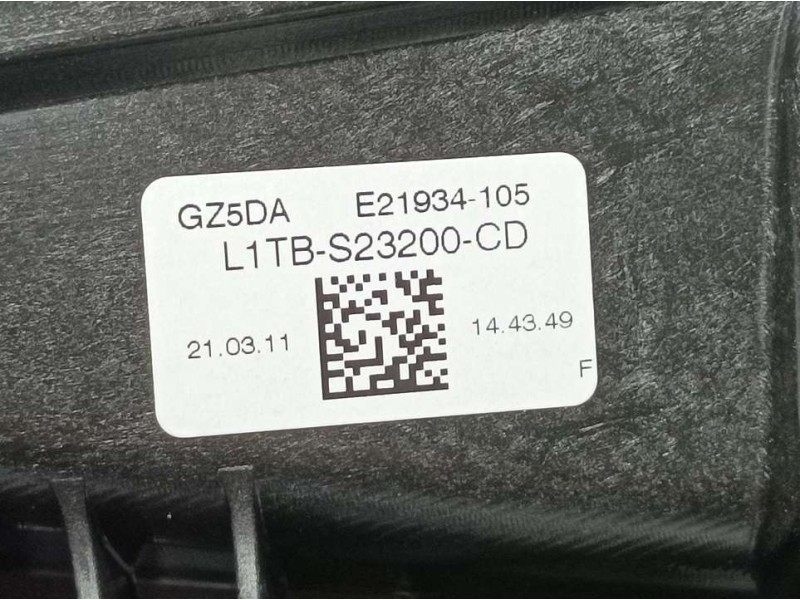 GZ5DA E21934-105
L1TB-S23200-CD
21.03.11 14.43.49
F